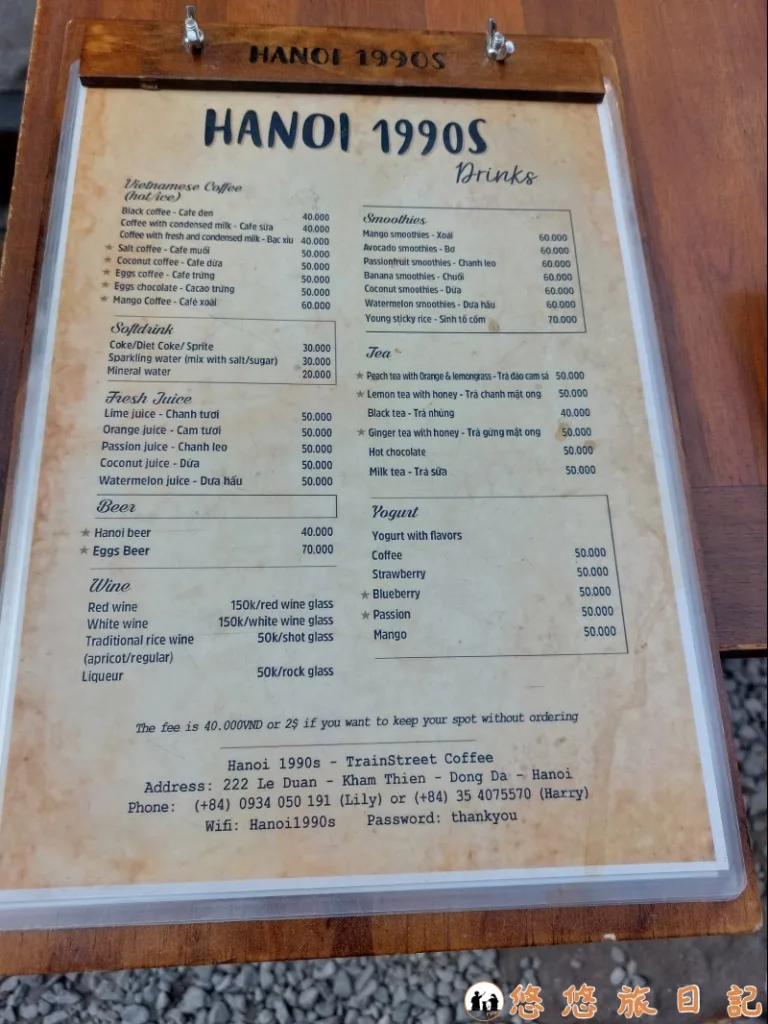 HANOI 1990S
HANOI 1990S
Drinks
Vietnamese Coffee
(hot/ice)
Black coffee - Cafe đen 40.000
Coffee with condensed milk - Cafe sữa 40.000
Coffee with fresh and condensed milk - Bạc xỉu 40.000
★ Salt coffee - Cafe muối 50.000
★ Coconut coffee - Cafe dừa 50.000
★ Eggs coffee - Cafe trứng 50.000
★ Eggs chocolate - Cacao trứng 50.000
★ Mango Coffee - Café xoài 60.000
Softdrink
Coke/Diet Coke/ Sprite 30.000
Sparkling water (mix with salt/sugar) 30.000
Mineral water 20.000
Fresh Juice
Lime juice - Chanh tươi 50.000
Orange juice - Cam tươi 50.000
Passion juice - Chanh leo 50.000
Coconut juice - Dừa 50.000
Watermelon juice - Dưa hấu 50.000
Beer
★ Hanoi beer 40.000
★ Eggs Beer 70.000
Wine
Red wine 150k/red wine glass
White wine 150k/white wine glass
Traditional rice wine 50k/shot glass
(apricot/regular)
Liqueur 50k/rock glass
Smoothies
Mango smoothies - Xoài 60.000
Avocado smoothies - Bơ 60.000
Passionfruit smoothies - Chanh leo 60.000
Banana smoothies - Chuối 60.000
Coconut smoothies - Dừa 60.000
Watermelon smoothies - Dưa hấu 60.000
Young sticky rice - Sinh tố cốm 70.000
Tea
★ Peach tea with Orange & lemongrass - Trà đào cam sả 50.000
★ Lemon tea with honey - Trà chanh mật ong 50.000
Black tea - Trà nhúng 40.000
★ Ginger tea with honey - Trà gừng mật ong 50.000
Hot chocolate 50.000
Milk tea - Trà sữa 50.000
Yogurt
Yogurt with flavors
Coffee 50.000
Strawberry 50.000
★ Blueberry 50.000
★ Passion 50.000
Mango 50.000
The fee is 40.000VND or 2$ if you want to keep your spot without ordering
Hanoi 1990s - TrainStreet Coffee
Address: 222 Le Duan - Kham Thien - Dong Da - Hanoi
Phone: (+84) 0934 050 191 (Lily) or (+84) 35 4075570 (Harry)
Wifi: Hanoi1990s Password: thankyou
悠悠旅日記